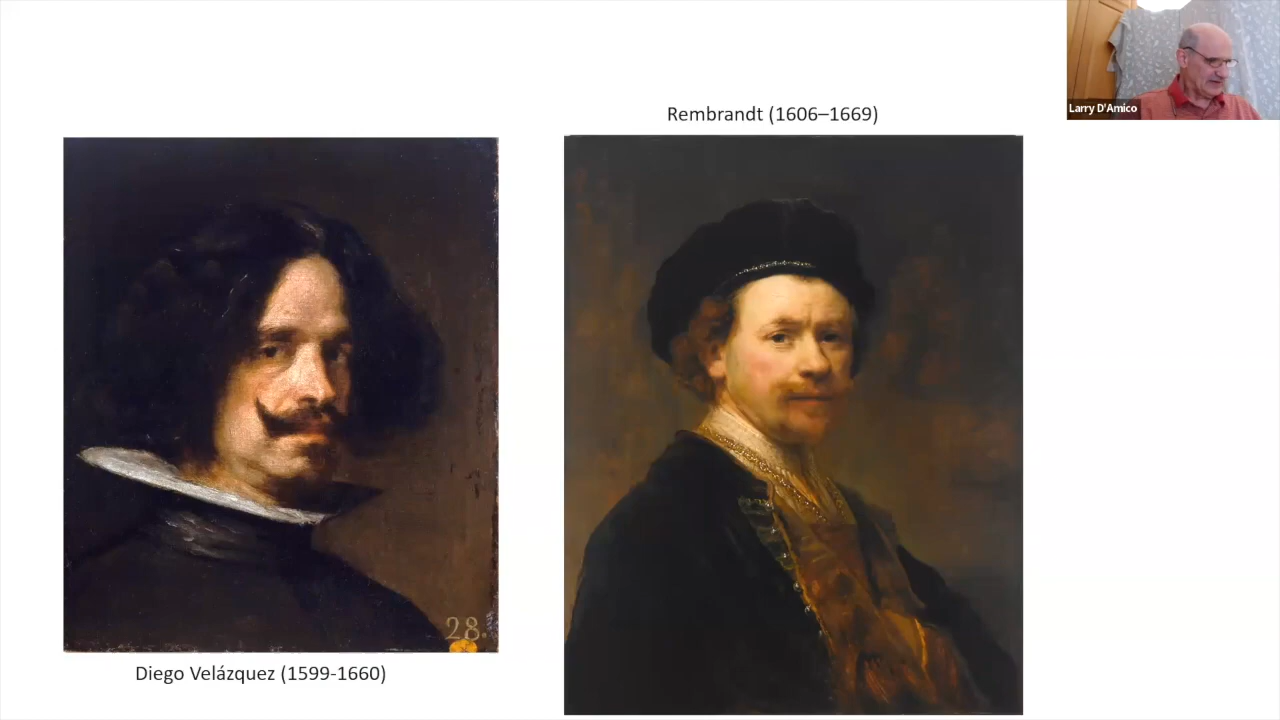 Larry D'Amico
Rembrandt (1606–1669)
28.
Diego Velázquez (1599-1660)